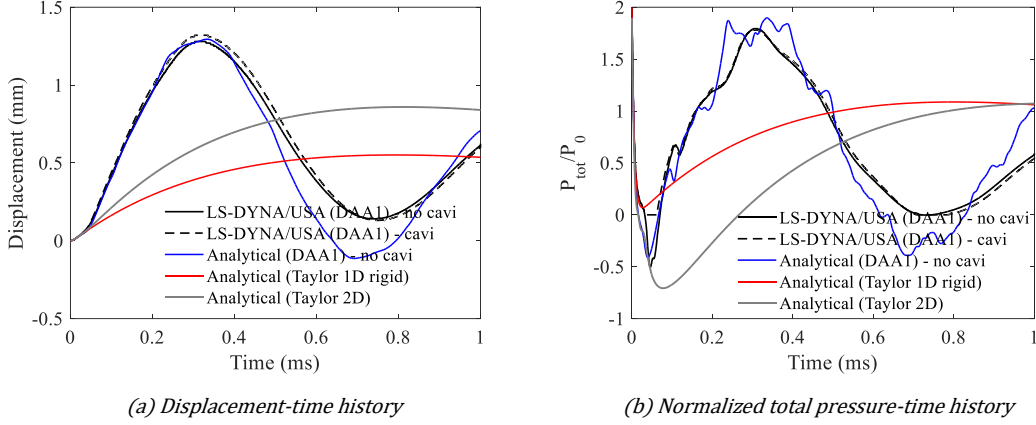 1.5
1
0.5
0
-0.5
Displacement (mm)
0
0.2
0.4
0.6
0.8
1
Time (ms)
LS-DYNA/USA (DAA1) - no cavi
LS-DYNA/USA (DAA1) - cavi
Analytical (DAA1) - no cavi
Analytical (Taylor 1D rigid)
Analytical (Taylor 2D)
(a) Displacement-time history
2
1.5
1
0.5
0
-0.5
-1
P_tot/P_0
0
0.2
0.4
0.6
0.8
1
Time (ms)
LS-DYNA/USA (DAA1) - no cavi
LS-DYNA/USA (DAA1) - cavi
Analytical (DAA1) - no cavi
Analytical (Taylor 1D rigid)
Analytical (Taylor 2D)
(b) Normalized total pressure-time history